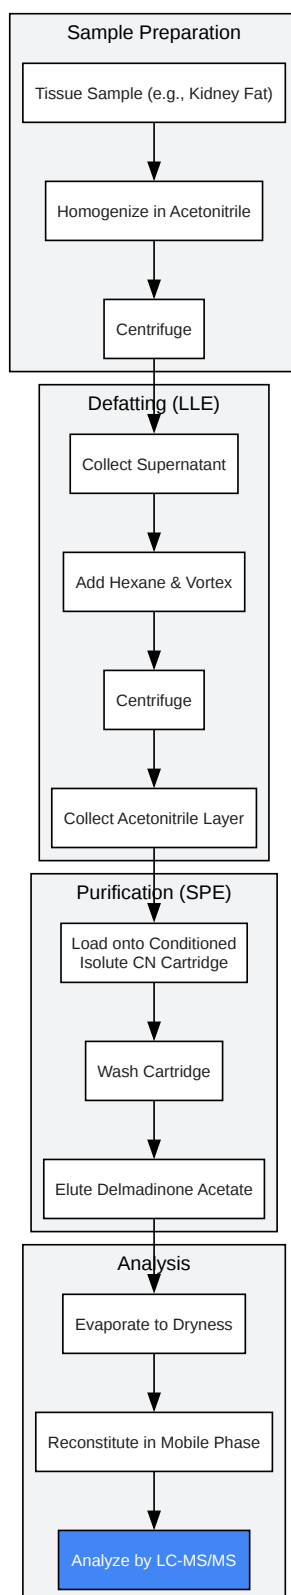 Sample Preparation
Tissue Sample (e.g., Kidney Fat)
Homogenize in Acetonitrile
Centrifuge
Defatting (LLE)
Collect Supernatant
Add Hexane & Vortex
Centrifuge
Collect Acetonitrile Layer
Purification (SPE)
Load onto Conditioned
Isolute CN Cartridge
Wash Cartridge
Elute Delmadinone Acetate
Analysis
Evaporate to Dryness
Reconstitute in Mobile Phase
Analyze by LC-MS/MS